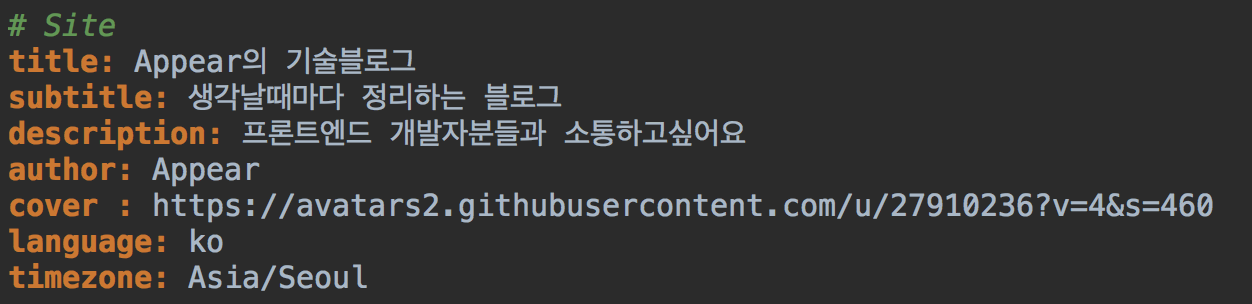 # Site
title: Appear의 기술블로그
subtitle: 생각날때마다 정리하는 블로그
description: 프론트엔드 개발자분들과 소통하고싶어요
author: Appear
cover : https://avatars2.githubusercontent.com/u/27910236?v=4&s=460
language: ko
timezone: Asia/Seoul